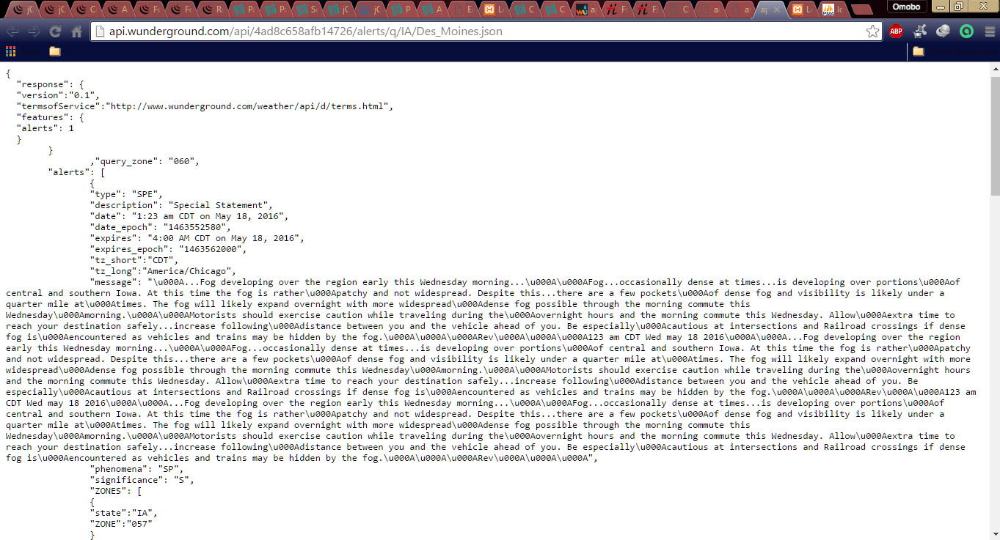 jC
jC
C
A
Fo
Fo
Ro
Po
Po
So
jC
jC
P
A
E
Lo
C
C
a
F
F
C
a
a
ap
Lo
lo
Omobo
api.wunderground.com/api/4ad8c658afb14726/alerts/q/IA/Des_Moines.json
ABP
{
"response": {
"version":"0.1",
"termsofService":"http://www.wunderground.com/weather/api/d/terms.html",
"features": {
"alerts": 1
}
}
,"query_zone": "060",
"alerts": [
{
"type": "SPE",
"description": "Special Statement",
"date": "1:23 am CDT on May 18, 2016",
"date_epoch": "1463552580",
"expires": "4:00 AM CDT on May 18, 2016",
"expires_epoch": "1463562000",
"tz_short":"CDT",
"tz_long":"America/Chicago",
"message": "\u000A...Fog developing over the region early this Wednesday morning...\u000A\u000AFog...occasionally dense at times...is developing over portions\u000Aof
central and southern Iowa. At this time the fog is rather\u000Apatchy and not widespread. Despite this...there are a few pockets\u000Aof dense fog and visibility is likely under a
quarter mile at\u000Atimes. The fog will likely expand overnight with more widespread\u000Adense fog possible through the morning commute this
Wednesday\u000Amorning.\u000A\u000AMotorists should exercise caution while traveling during the\u000Aovernight hours and the morning commute this Wednesday. Allow\u000Aextra time to
reach your destination safely...increase following\u000Adistance between you and the vehicle ahead of you. Be especially\u000Acautious at intersections and Railroad crossings if dense
fog is\u000Aencountered as vehicles and trains may be hidden by the fog.\u000A\u000A\u000ARev\u000A\u000A\u000A123 am CDT Wed may 18 2016\u000A\u000A...Fog developing over the region
early this Wednesday morning...\u000A\u000AFog...occasionally dense at times...is developing over portions\u000Aof central and southern Iowa. At this time the fog is rather\u000Apatchy
and not widespread. Despite this...there are a few pockets\u000Aof dense fog and visibility is likely under a quarter mile at\u000Atimes. The fog will likely expand overnight with more
widespread\u000Adense fog possible through the morning commute this Wednesday\u000Amorning.\u000A\u000AMotorists should exercise caution while traveling during the\u000Aovernight hours
and the morning commute this Wednesday. Allow\u000Aextra time to reach your destination safely...increase following\u000Adistance between you and the vehicle ahead of you. Be
especially\u000Acautious at intersections and Railroad crossings if dense fog is\u000Aencountered as vehicles and trains may be hidden by the fog.\u000A\u000A\u000ARev\u000A\u000A\u000A123 am
CDT Wed may 18 2016\u000A\u000A...Fog developing over the region early this Wednesday morning...\u000A\u000AFog...occasionally dense at times...is developing over portions\u000Aof
central and southern Iowa. At this time the fog is rather\u000Apatchy and not widespread. Despite this...there are a few pockets\u000Aof dense fog and visibility is likely under a
quarter mile at\u000Atimes. The fog will likely expand overnight with more widespread\u000Adense fog possible through the morning commute this
Wednesday\u000Amorning.\u000A\u000AMotorists should exercise caution while traveling during the\u000Aovernight hours and the morning commute this Wednesday. Allow\u000Aextra time to
reach your destination safely...increase following\u000Adistance between you and the vehicle ahead of you. Be especially\u000Acautious at intersections and Railroad crossings if dense
fog is\u000Aencountered as vehicles and trains may be hidden by the fog.\u000A\u000A\u000ARev\u000A\u000A\u000A",
"phenomena": "SP",
"significance": "S",
"ZONES": [
{
"state":"IA",
"ZONE":"057"
}